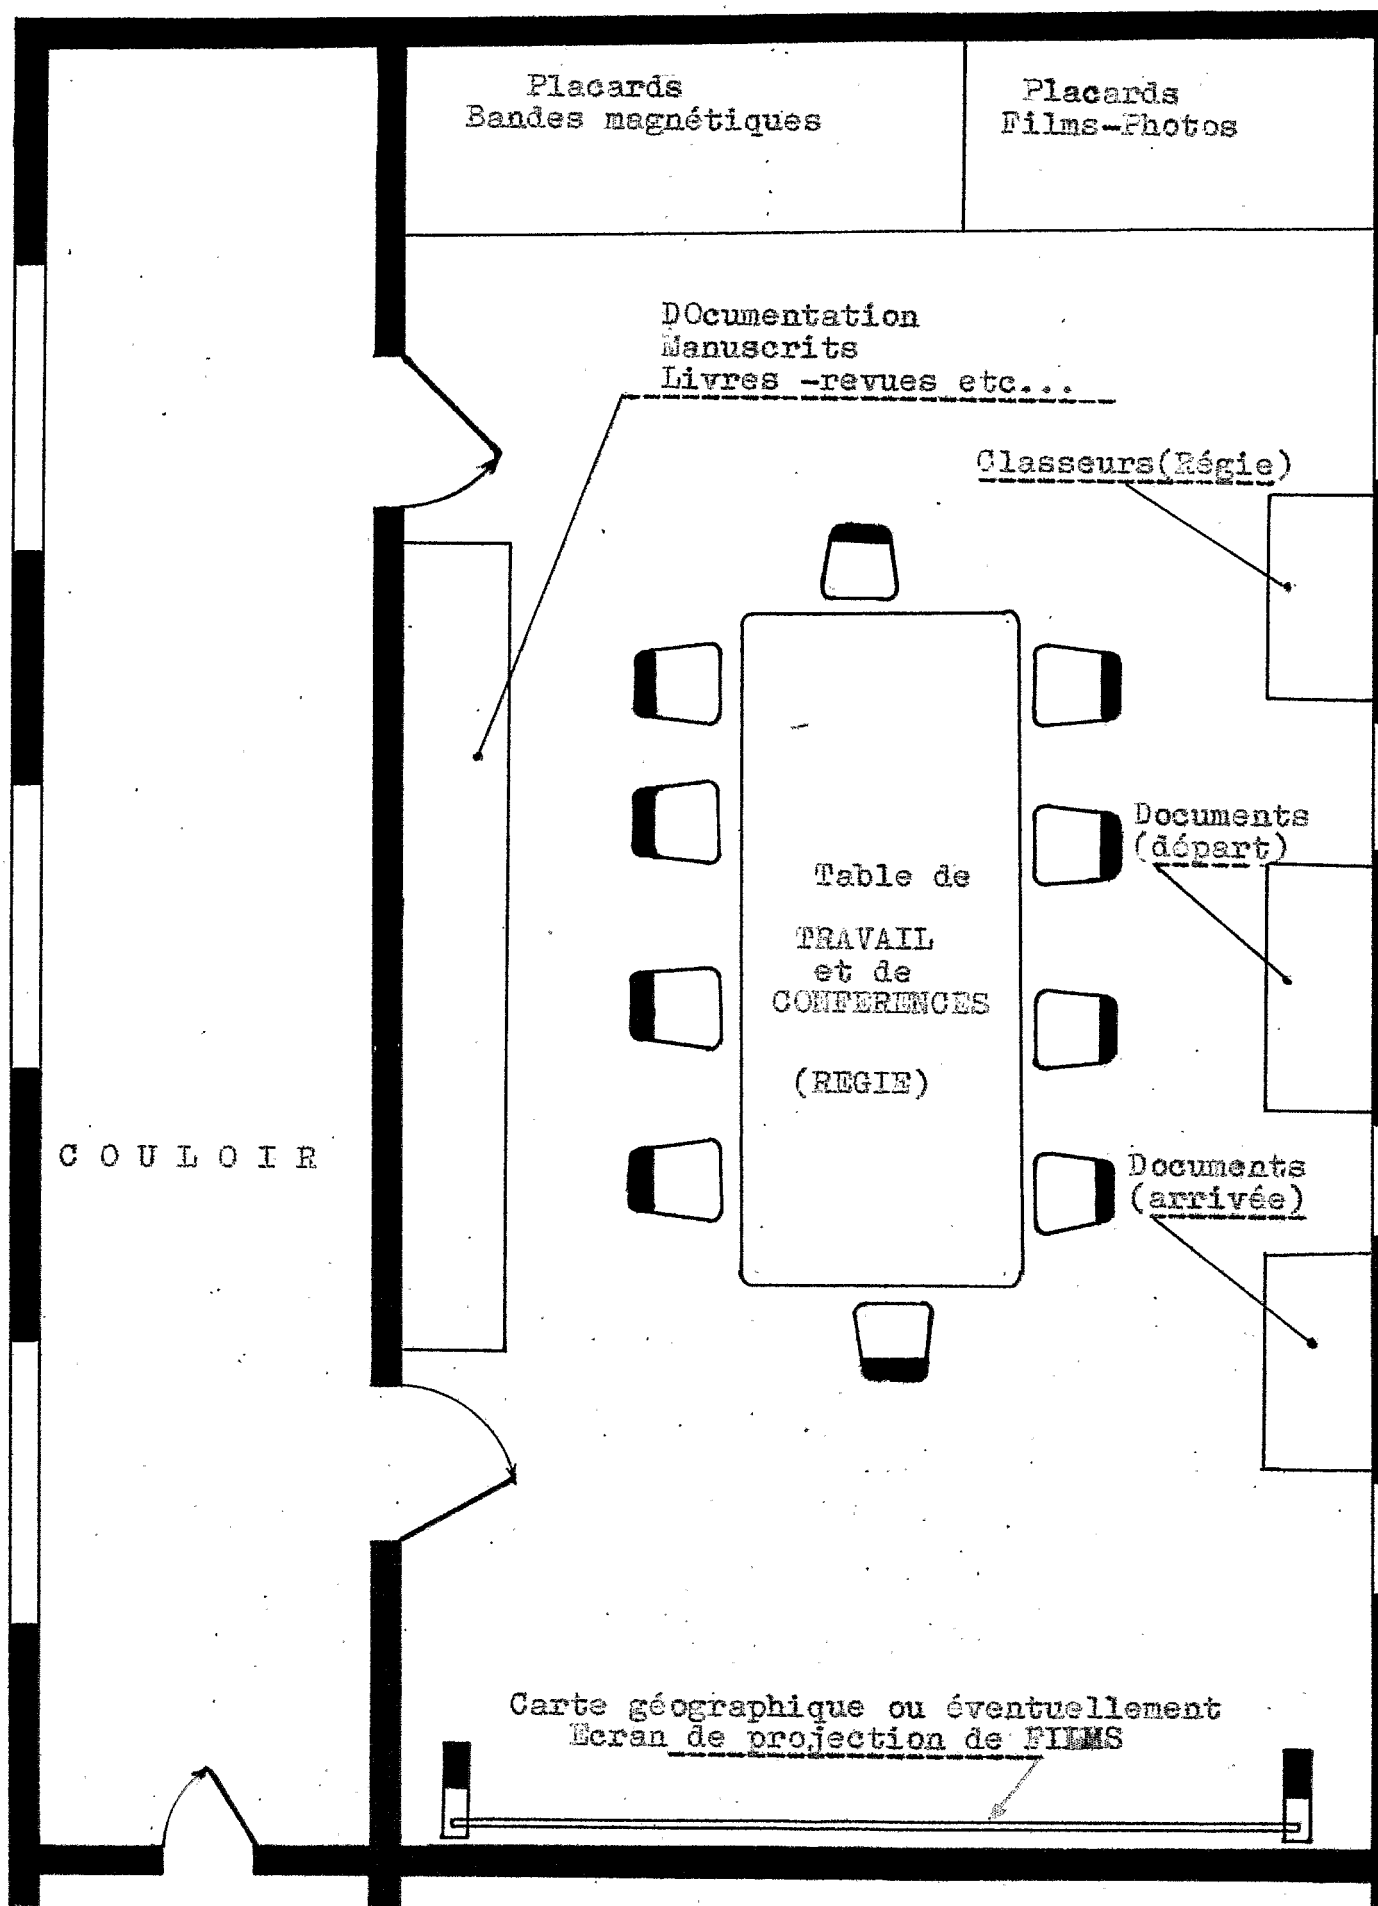 Placards
Bandes magnétiques
Placards
Films-Photos
DOcumentation
Manuscrits
Livres -revues etc...
Classeurs(Régie)
Documents
(départ)
Table de
TRAVAIL
et de
CONFERENCES
(REGIE)
COULOIR
Documents
(arrivée)
Carte géographique ou éventuellement
Ecran de projection de FILMS